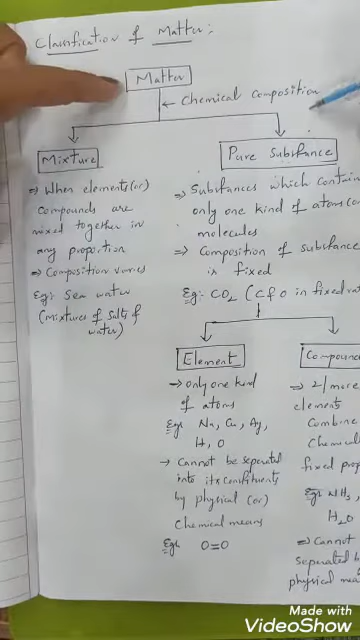 Classification of Matter:
Matter
← Chemical composition
Mixture
⇒ When elements (or)
compounds are
mixed together in
any proportion
⇒ Composition varies
Eg: Sea water
(Mixtures of Salts &
water)
Pure Substance
⇒ Substances which contain
only one kind of atoms (or
molecules
⇒ Composition of substance
is fixed
Eg:- CO2 (C & O in fixed
Element
→ only one kind
of atoms
Eg: Na, Cu, Ag,
H, O
→ Cannot be separated
into its constituents
by physical (or)
chemical means
Eg: O=O
Compoun
⇒ 2/more
elements
Combine
Chemica
fixed prop
Eg: NH3,
H2O
⇒ Cannot
separated b
physical mea
Made with
VideoShow